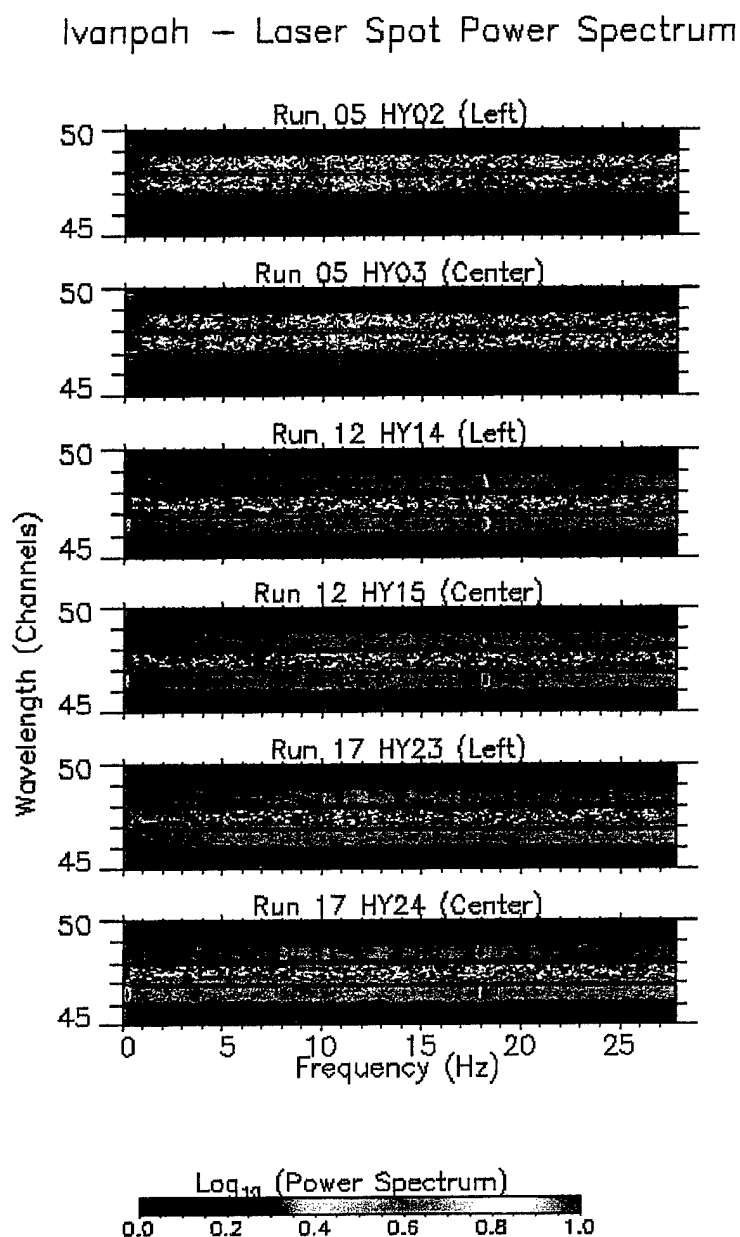 Ivanpah – Laser Spot Power Spectrum
Run 05 HY02 (Left)
50
45
Run 05 HY03 (Center)
50
45
Run 12 HY14 (Left)
50
45
Run 12 HY15 (Center)
50
45
Run 17 HY23 (Left)
50
45
Run 17 HY24 (Center)
50
45
Wavelength (Channels)
0 5 10 15 20 25
Frequency (Hz)
Log₁₀ (Power Spectrum)
0.0 0.2 0.4 0.6 0.8 1.0